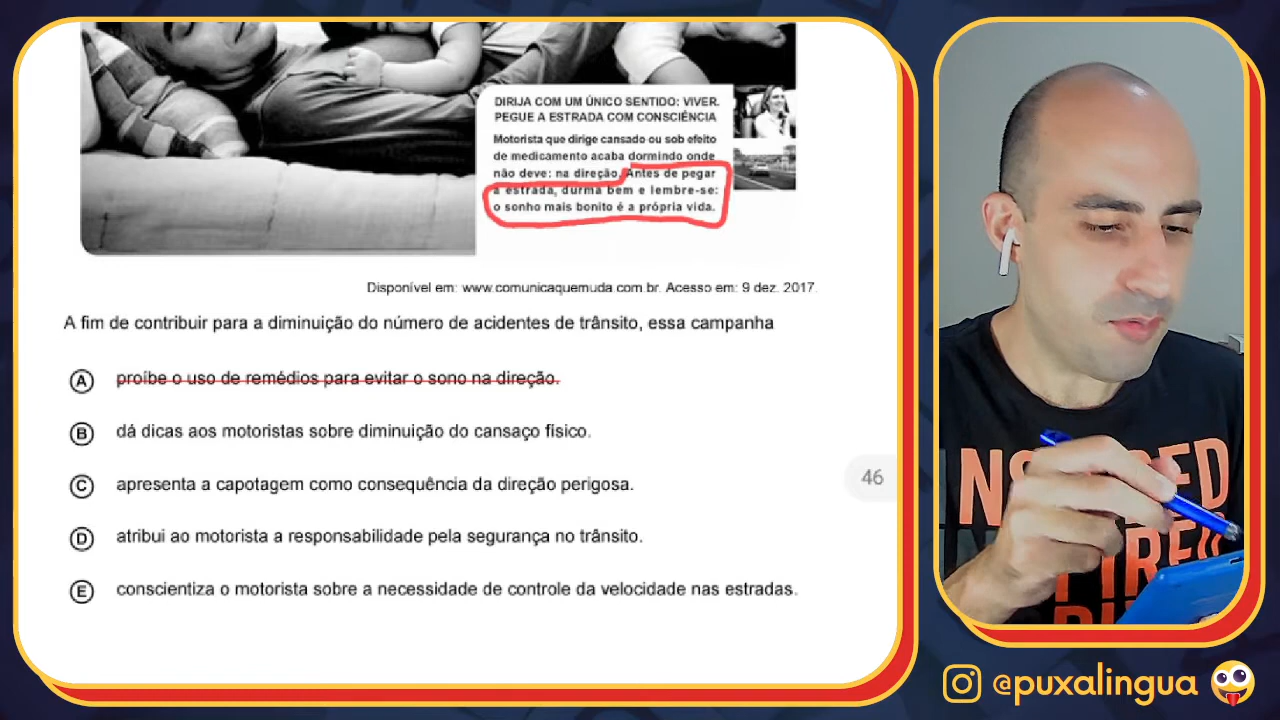 DIRIJA COM UM ÚNICO SENTIDO: VIVER.
PEGUE A ESTRADA COM CONSCIÊNCIA
Motorista que dirige cansado ou sob efeito
de medicamento acaba dormindo onde
não deve: na direção. Antes de pegar
a estrada, durma bem e lembre-se:
o sonho mais bonito é a própria vida.
Disponível em: www.comunicaquemuda.com.br. Acesso em: 9 dez. 2017.
A fim de contribuir para a diminuição do número de acidentes de trânsito, essa campanha
A proíbe o uso de remédios para evitar o sono na direção.
B dá dicas aos motoristas sobre diminuição do cansaço físico.
C apresenta a capotagem como consequência da direção perigosa.
46
D atribui ao motorista a responsabilidade pela segurança no trânsito.
E conscientiza o motorista sobre a necessidade de controle da velocidade nas estradas.
@puxalingua